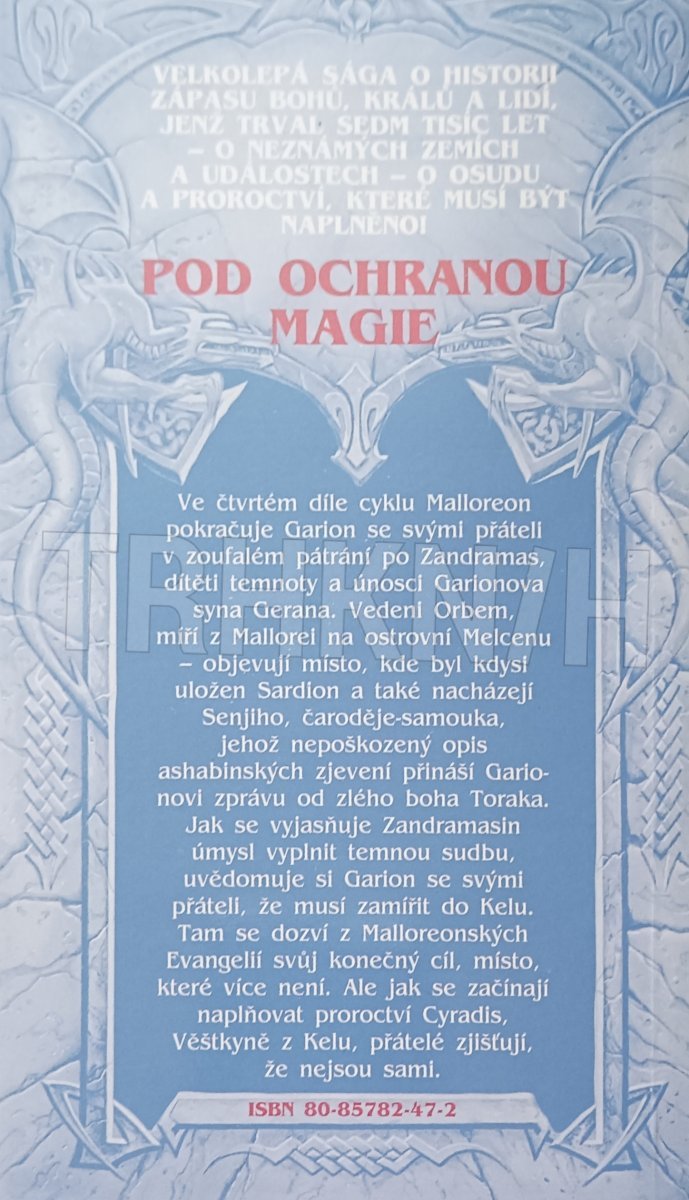 VELKOLEPÁ SÁGA O HISTORII
ZÁPASU BOHŮ, KRÁLŮ A LIDÍ,
JENŽ TRVAL SEDM TISÍC LET
– O NEZNÁMÝCH ZEMÍCH
A UDÁLOSTECH – O OSUDU
A PROROCTVÍ, KTERÉ MUSÍ BÝT
NAPLNĚNO!
POD OCHRANOU
MAGIE
Ve čtvrtém díle cyklu Malloreon
pokračuje Garion se svými přáteli
v zoufalém pátrání po Zandramas,
dítěti temnoty a únosci Garionova
syna Gerana. Vedeni Orbem,
míří z Mallorei na ostrovní Melcenu
– objevují místo, kde byl kdysi
uložen Sardion a také nacházejí
Senjiho, čaroděje-samouka,
jehož nepoškozený opis
ashabinských zjevení přináší Gario-
novi zprávu od zlého boha Toraka.
Jak se vyjasňuje Zandramasin
úmysl vyplnit temnou sudbu,
uvědomuje si Garion se svými
přáteli, že musí zamířit do Kelu.
Tam se dozví z Malloreonských
Evangelií svůj konečný cíl, místo,
které více není. Ale jak se začínají
naplňovat proroctví Cyradis,
Věštkyně z Kelu, přátelé zjišťují,
že nejsou sami.
ISBN 80-85782-47-2